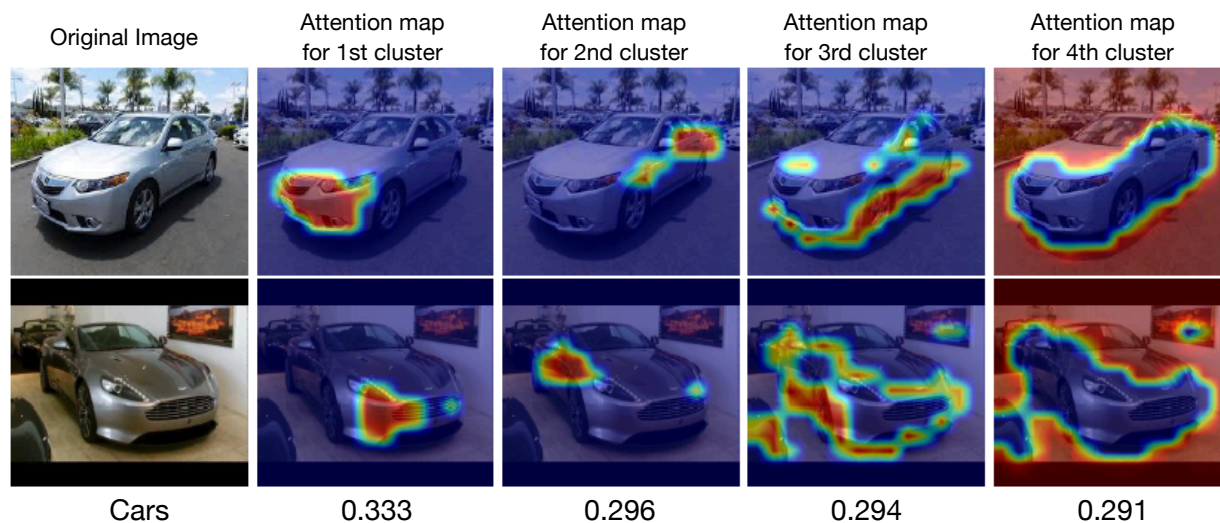 Original Image
Attention map
for 1st cluster
Attention map
for 2nd cluster
Attention map
for 3rd cluster
Attention map
for 4th cluster
Cars
0.333
0.296
0.294
0.291